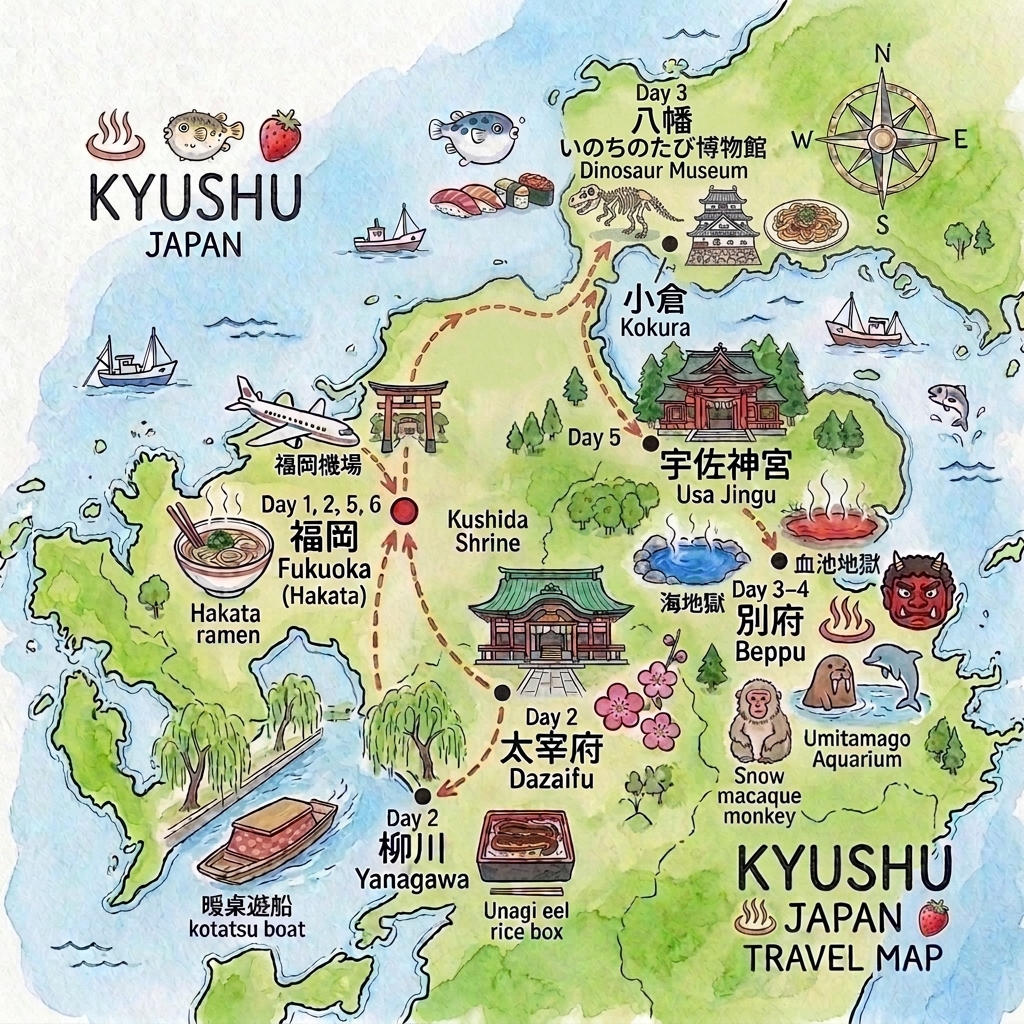 KYUSHU
JAPAN
N
W
E
S
Day 3
八幡
いのちのたび博物館
Dinosaur Museum
小倉
Kokura
福岡機場
Day 1, 2, 5, 6
福岡
Fukuoka
(Hakata)
Hakata
ramen
Kushida
Shrine
Day 5
宇佐神宮
Usa Jingu
血池地獄
海地獄
Day 3–4
別府
Beppu
Umitamago
Aquarium
Snow
macaque
monkey
Day 2
太宰府
Dazaifu
Day 2
柳川
Yanagawa
Unagi eel
rice box
暖桌遊船
kotatsu boat
KYUSHU
JAPAN
TRAVEL MAP